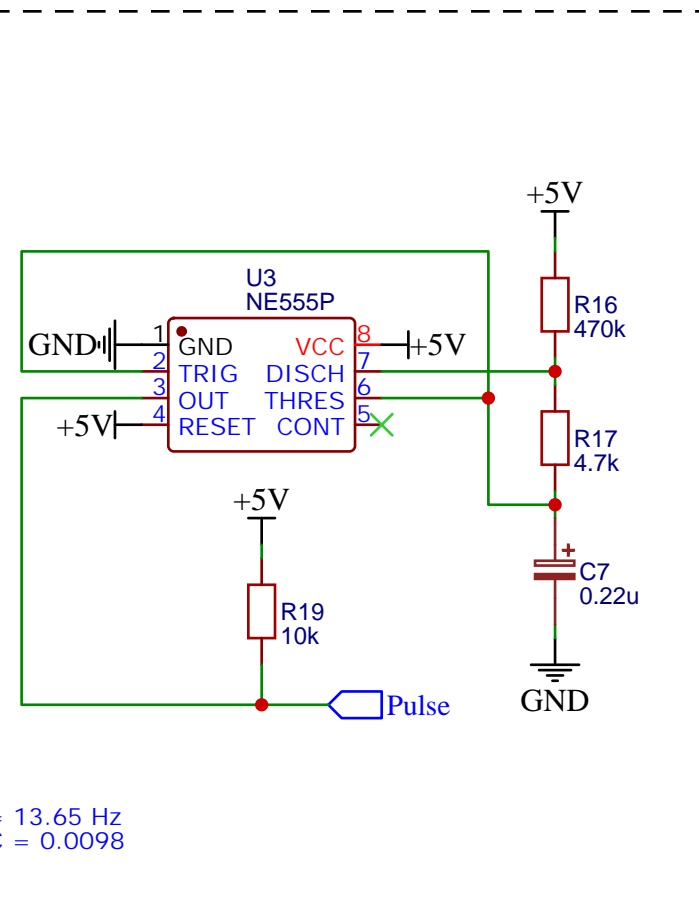 +5V
R16
470k
U3
NE555P
GND
1
GND
VCC
8
+5V
2
TRIG
DISCH
7
3
OUT
THRES
6
+5V
4
RESET
CONT
5
R17
4.7k
+5V
+
C7
0.22u
R19
10k
GND
Pulse
= 13.65 Hz
= 0.0098